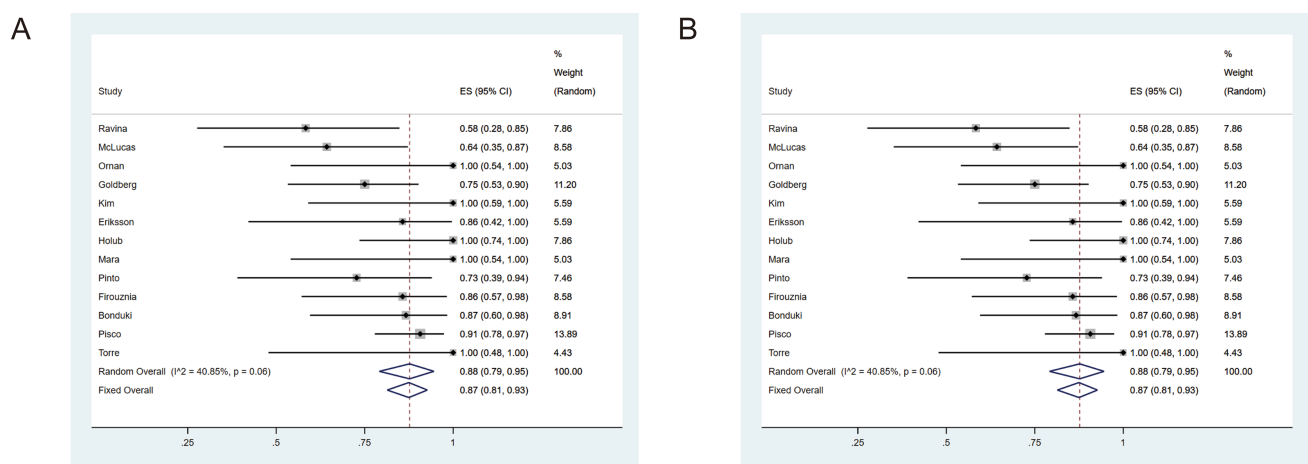 A
%
Weight
Study ES (95% CI) (Random)
Ravina 0.58 (0.28, 0.85) 7.86
McLucas 0.64 (0.35, 0.87) 8.58
Ornan 1.00 (0.54, 1.00) 5.03
Goldberg 0.75 (0.53, 0.90) 11.20
Kim 1.00 (0.59, 1.00) 5.59
Eriksson 0.86 (0.42, 1.00) 5.59
Holub 1.00 (0.74, 1.00) 7.86
Mara 1.00 (0.54, 1.00) 5.03
Pinto 0.73 (0.39, 0.94) 7.46
Firouznia 0.86 (0.57, 0.98) 8.58
Bonduki 0.87 (0.60, 0.98) 8.91
Pisco 0.91 (0.78, 0.97) 13.89
Torre 1.00 (0.48, 1.00) 4.43
Random Overall (I^2 = 40.85%, p = 0.06) 0.88 (0.79, 0.95) 100.00
Fixed Overall 0.87 (0.81, 0.93)
.25 .5 .75 1
B
%
Weight
Study ES (95% CI) (Random)
Ravina 0.58 (0.28, 0.85) 7.86
McLucas 0.64 (0.35, 0.87) 8.58
Ornan 1.00 (0.54, 1.00) 5.03
Goldberg 0.75 (0.53, 0.90) 11.20
Kim 1.00 (0.59, 1.00) 5.59
Eriksson 0.86 (0.42, 1.00) 5.59
Holub 1.00 (0.74, 1.00) 7.86
Mara 1.00 (0.54, 1.00) 5.03
Pinto 0.73 (0.39, 0.94) 7.46
Firouznia 0.86 (0.57, 0.98) 8.58
Bonduki 0.87 (0.60, 0.98) 8.91
Pisco 0.91 (0.78, 0.97) 13.89
Torre 1.00 (0.48, 1.00) 4.43
Random Overall (I^2 = 40.85%, p = 0.06) 0.88 (0.79, 0.95) 100.00
Fixed Overall 0.87 (0.81, 0.93)
.25 .5 .75 1